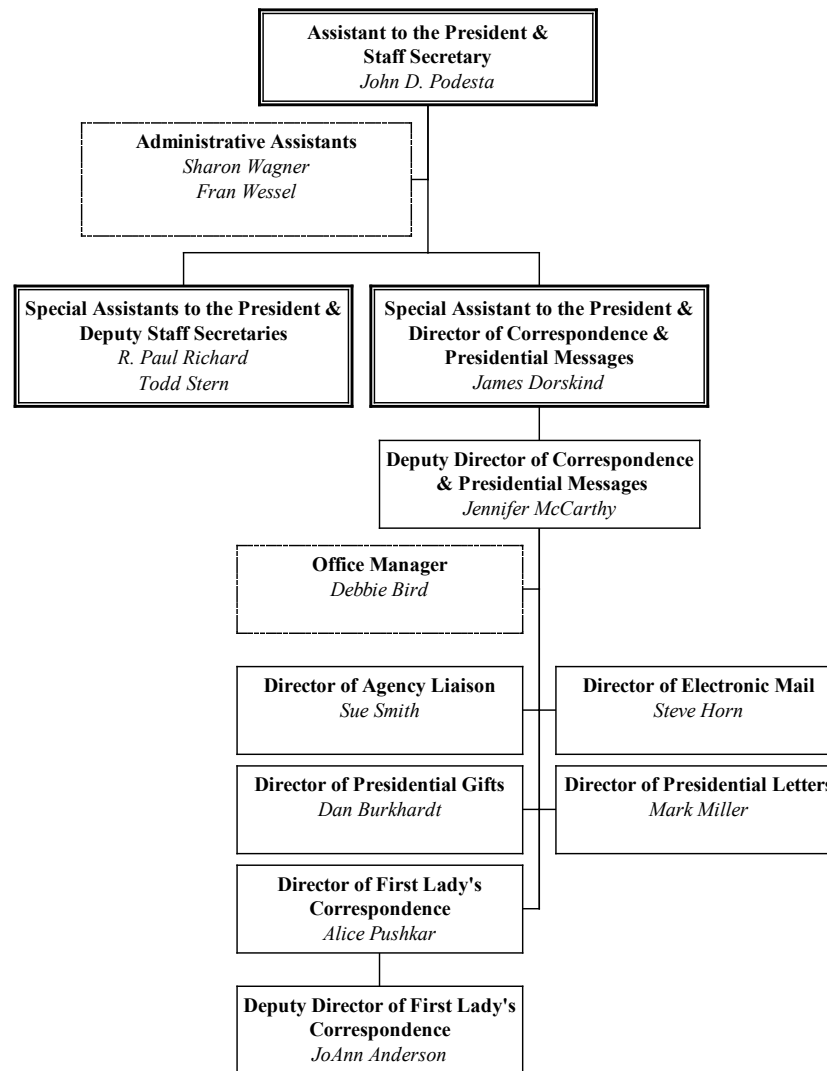 Assistant to the President &
Staff Secretary
John D. Podesta
Administrative Assistants
Sharon Wagner
Fran Wessel
Special Assistants to the President &
Deputy Staff Secretaries
R. Paul Richard
Todd Stern
Special Assistant to the President &
Director of Correspondence &
Presidential Messages
James Dorskind
Deputy Director of Correspondence
& Presidential Messages
Jennifer McCarthy
Office Manager
Debbie Bird
Director of Agency Liaison
Sue Smith
Director of Electronic Mail
Steve Horn
Director of Presidential Gifts
Dan Burkhardt
Director of Presidential Letters
Mark Miller
Director of First Lady's
Correspondence
Alice Pushkar
Deputy Director of First Lady's
Correspondence
JoAnn Anderson